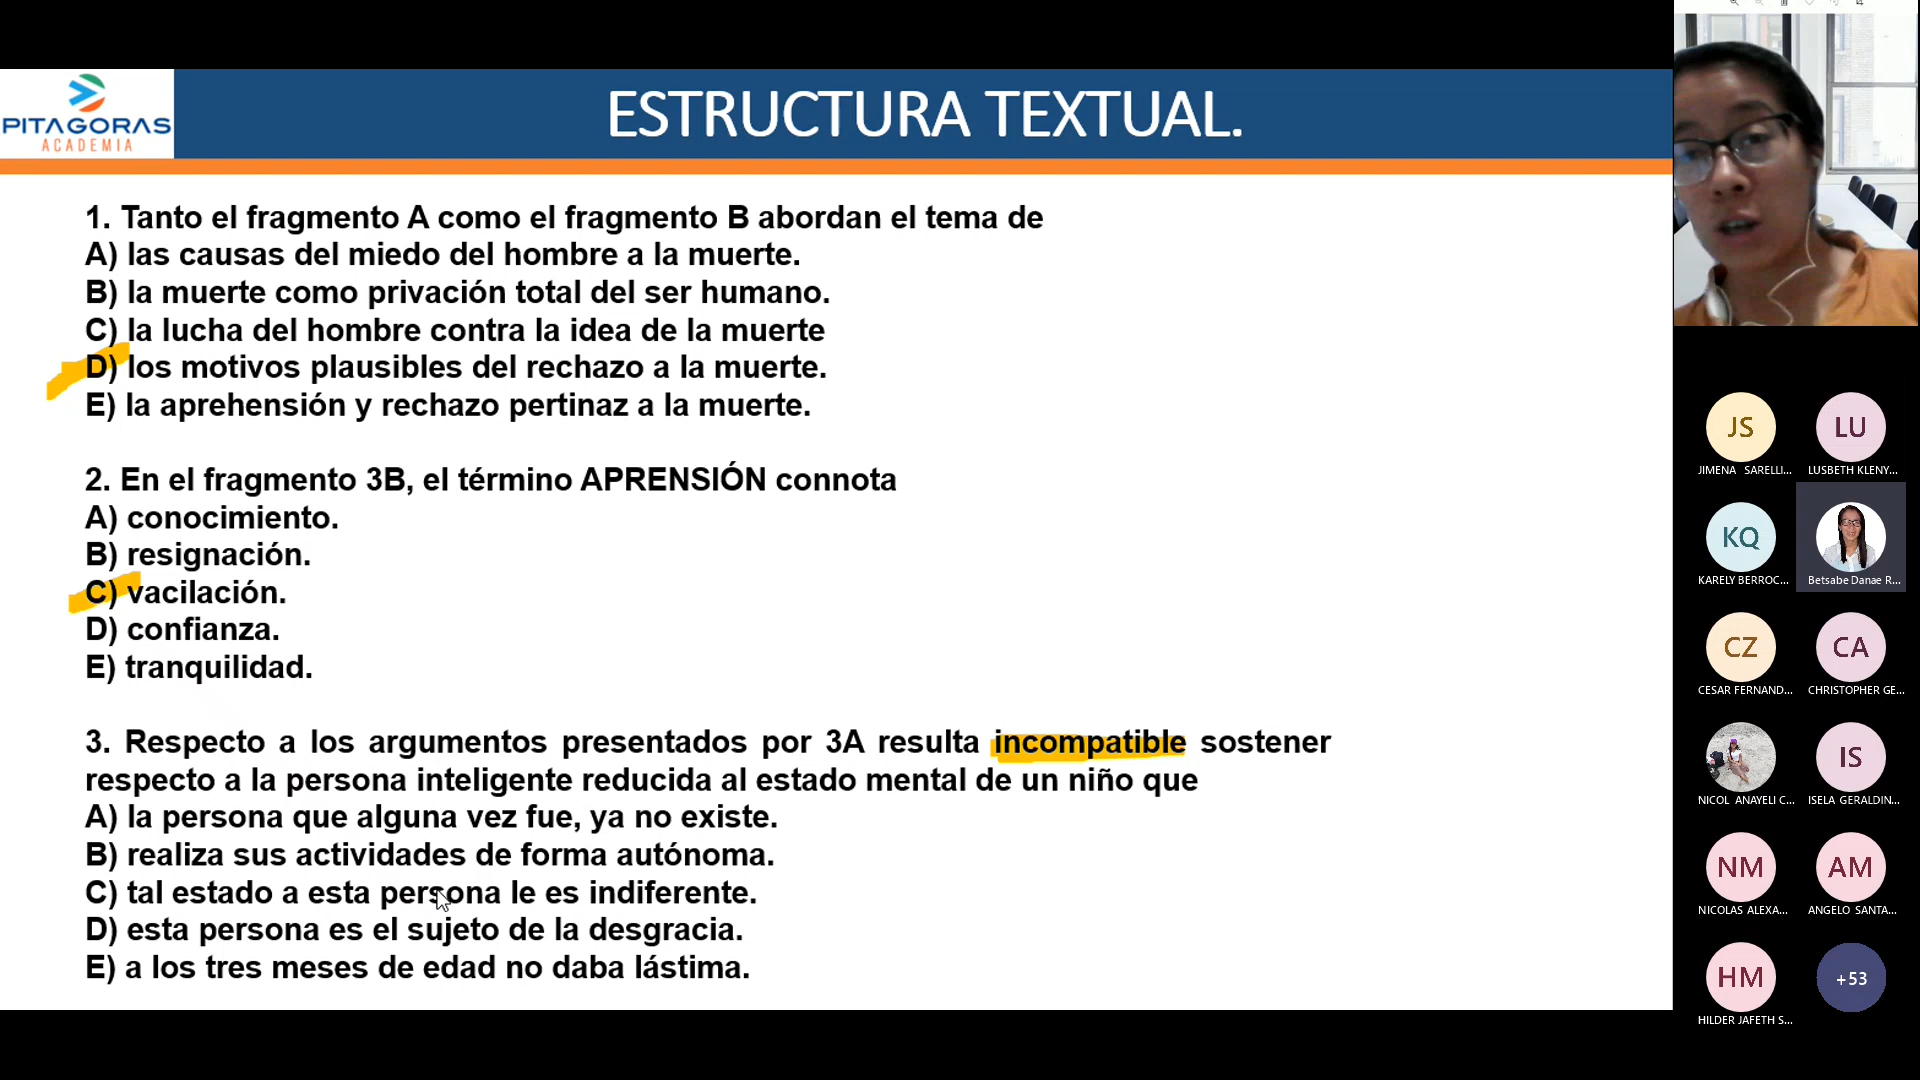 PITAGORAS
ACADEMIA
ESTRUCTURA TEXTUAL.
1. Tanto el fragmento A como el fragmento B abordan el tema de
A) las causas del miedo del hombre a la muerte.
B) la muerte como privación total del ser humano.
C) la lucha del hombre contra la idea de la muerte
D) los motivos plausibles del rechazo a la muerte.
E) la aprehensión y rechazo pertinaz a la muerte.
2. En el fragmento 3B, el término APRENSIÓN connota
A) conocimiento.
B) resignación.
C) vacilación.
D) confianza.
E) tranquilidad.
3. Respecto a los argumentos presentados por 3A resulta incompatible sostener
respecto a la persona inteligente reducida al estado mental de un niño que
A) la persona que alguna vez fue, ya no existe.
B) realiza sus actividades de forma autónoma.
C) tal estado a esta persona le es indiferente.
D) esta persona es el sujeto de la desgracia.
E) a los tres meses de edad no daba lástima.
JS LU
JIMENA SARELLI... LUSBETH KLENY...
KQ
KARELY BERROC... Betsabe Danae R...
CZ CA
CESAR FERNAND... CHRISTOPHER GE...
IS
NICOL ANAYELI C... ISELA GERALDIN...
NM AM
NICOLAS ALEXA... ANGELO SANTA...
HM +53
HILDER JAFETH S...